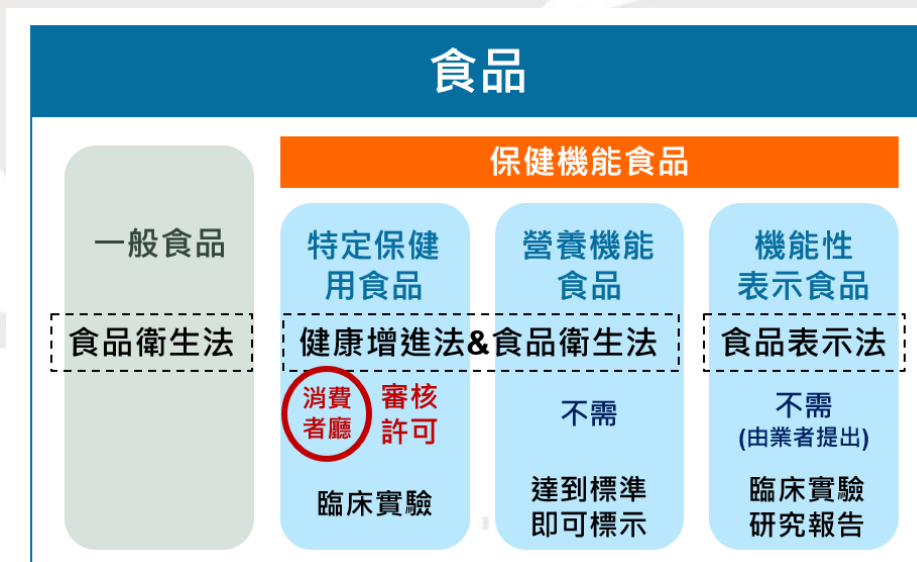 食品
保健機能食品
一般食品
食品衛生法
特定保健
用食品
營養機能
食品
健康增進法&食品衛生法
消費
者廳
審核
許可
臨床實驗
不需
達到標準
即可標示
機能性
表示食品
食品表示法
不需
(由業者提出)
臨床實驗
研究報告